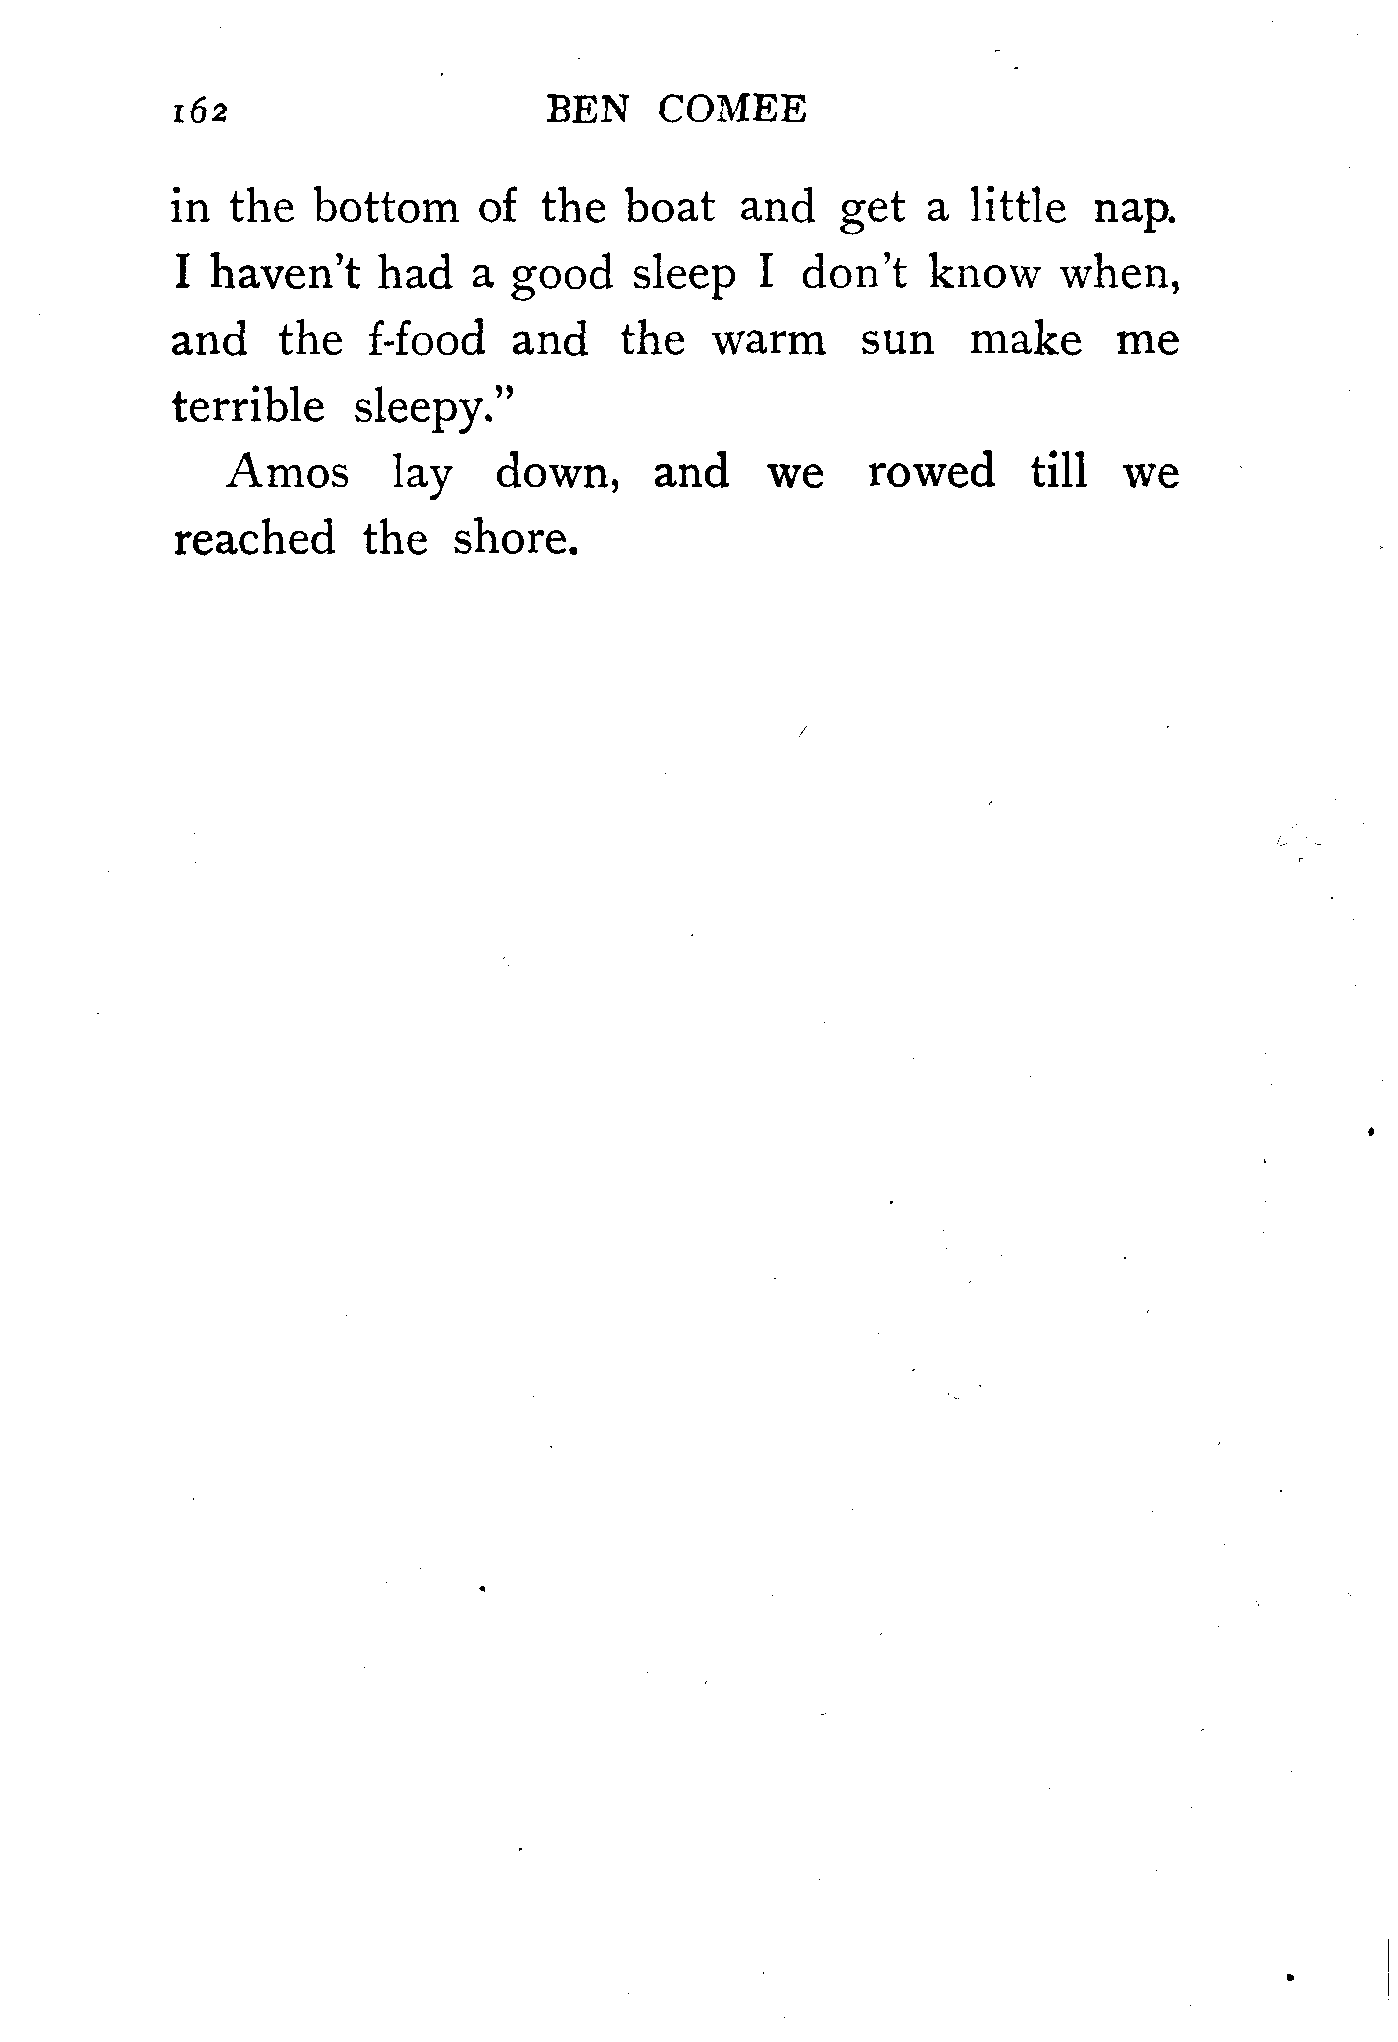 162 BEN COMEE
in the bottom of the boat and get a little nap.
I haven't had a good sleep I don't know when,
and the f-food and the warm sun make me
terrible sleepy.”
Amos lay down, and we rowed till we
reached the shore.